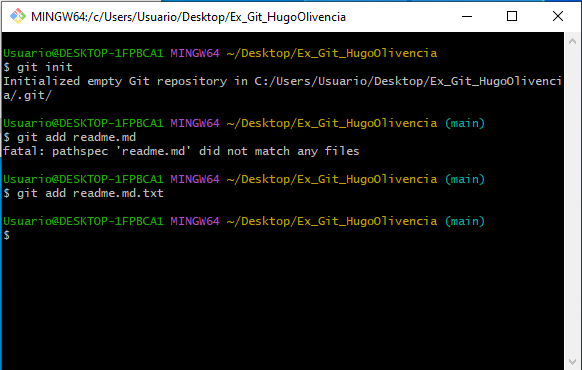 MINGW64:/c/Users/Usuario/Desktop/Ex_Git_HugoOlivencia
Usuario@DESKTOP-1FPBCA1 MINGW64 ~/Desktop/Ex_Git_HugoOlivencia
$ git init
Initialized empty Git repository in C:/Users/Usuario/Desktop/Ex_Git_HugoOlivenci
a/.git/
Usuario@DESKTOP-1FPBCA1 MINGW64 ~/Desktop/Ex_Git_HugoOlivencia (main)
$ git add readme.md
fatal: pathspec 'readme.md' did not match any files
Usuario@DESKTOP-1FPBCA1 MINGW64 ~/Desktop/Ex_Git_HugoOlivencia (main)
$ git add readme.md.txt
Usuario@DESKTOP-1FPBCA1 MINGW64 ~/Desktop/Ex_Git_HugoOlivencia (main)
$